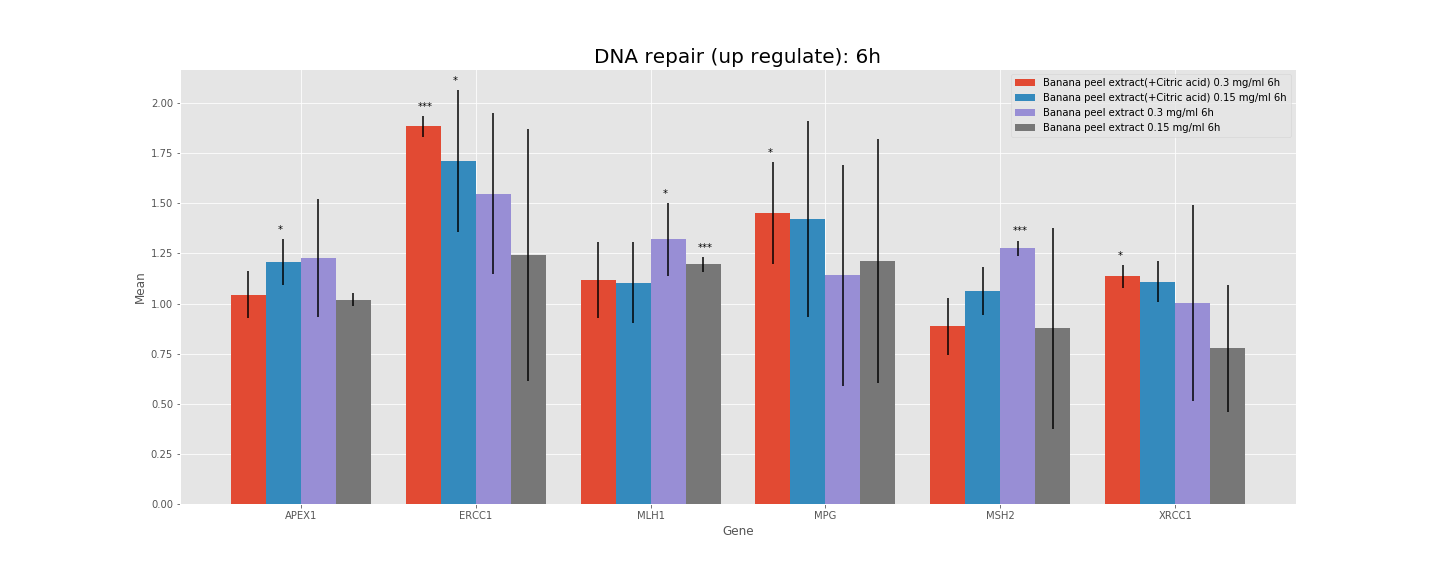 DNA repair (up regulate): 6h
Banana peel extract(+Citric acid) 0.3 mg/ml 6h
Banana peel extract(+Citric acid) 0.15 mg/ml 6h
Banana peel extract 0.3 mg/ml 6h
Banana peel extract 0.15 mg/ml 6h
Mean
2.00
1.75
1.50
1.25
1.00
0.75
0.50
0.25
0.00
*
***
*
*
***
*
***
*
APEX1 ERCC1 MLH1 MPG MSH2 XRCC1
Gene